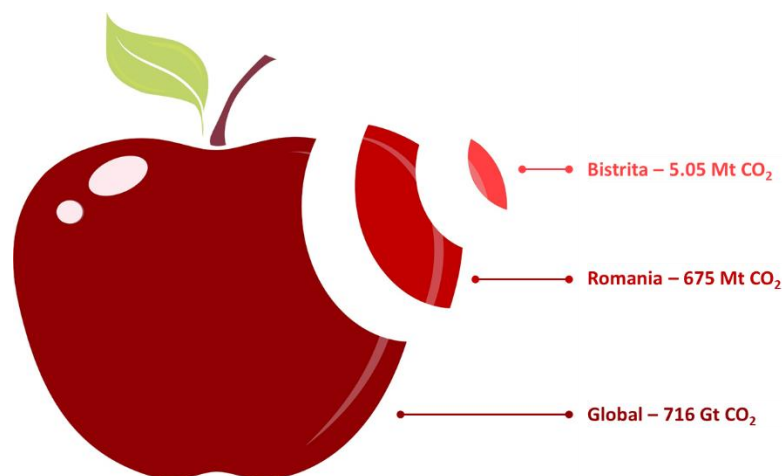 Bistrita – 5.05 Mt CO₂
Romania – 675 Mt CO₂
Global – 716 Gt CO₂